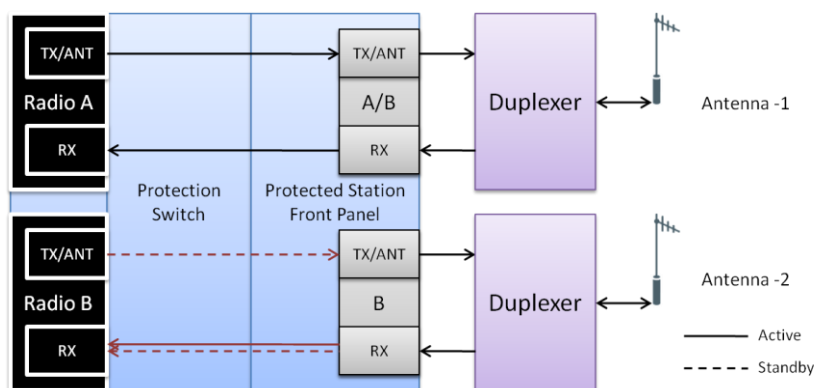 TX/ANT
Radio A
RX
Protection
Switch
Protected Station
Front Panel
TX/ANT
A/B
RX
Duplexer
Antenna -1
TX/ANT
Radio B
RX
TX/ANT
B
RX
Duplexer
Antenna -2
Active
Standby